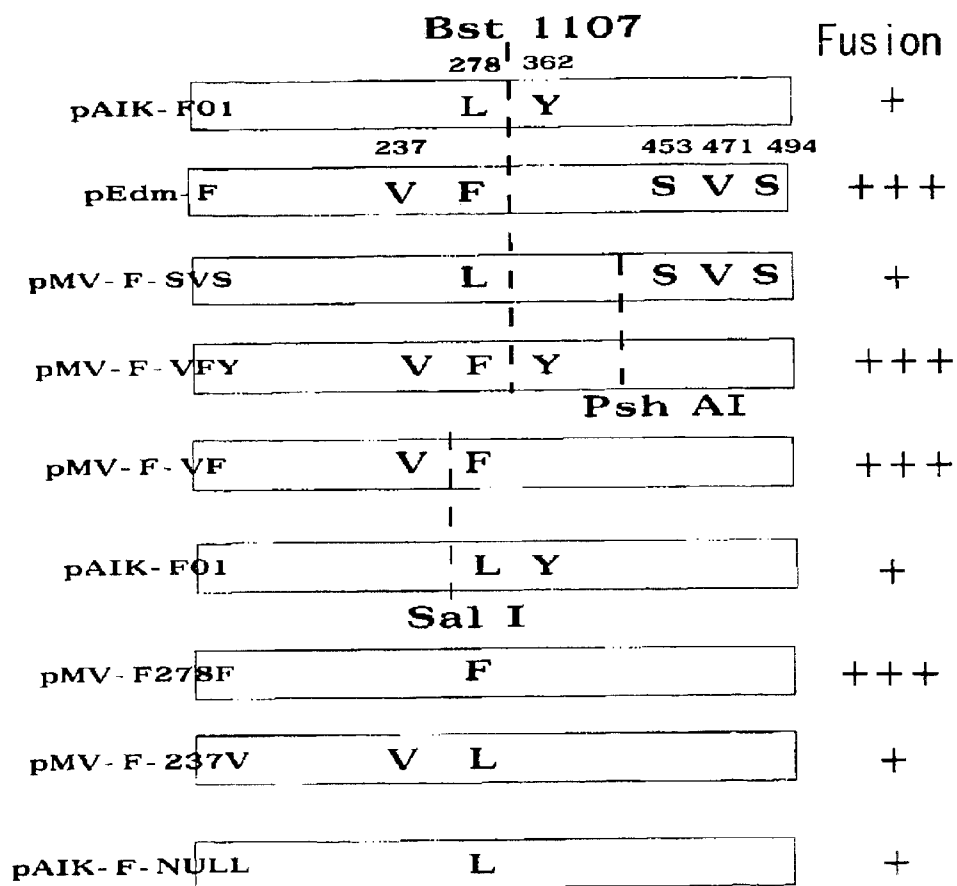 Bst 1107
Fusion
278 362
pAIK-F01 L Y +
237 453 471 494
pEdm-F V F S V S +++
pMV-F-SVS L S V S +
pMV-F-VFY V F Y +++
Psh AI
pMV-F-VF V F +++
pAIK-F01 L Y +
Sal I
pMV-F278F F +++
pMV-F-237V V L +
pAIK-F-NULL L +